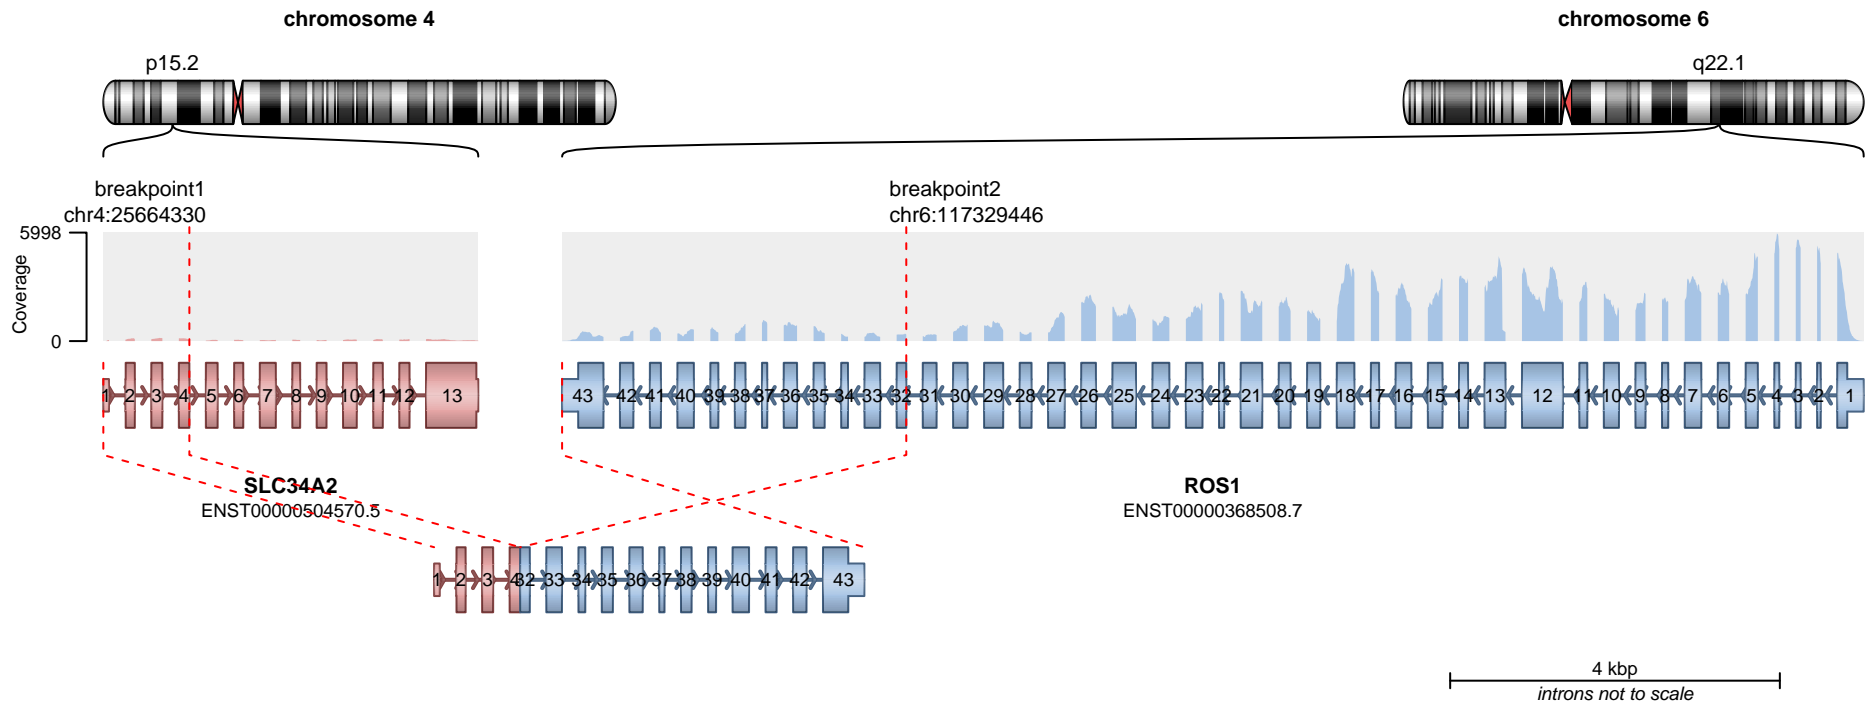 chromosome 4
chromosome 6
p15.2
q22.1
breakpoint1
chr4:25664330
breakpoint2
chr6:117329446
5998
Coverage
0
1 2 3 4 5 6 7 8 9 10 11 12 13
43 42 41 40 39 38 37 36 35 34 33 32 31 30 29 28 27 26 25 24 23 22 21 20 19 18 17 16 15 14 13 12 11 10 9 8 7 6 5 4 3 2 1
SLC34A2
ENST00000504570.5
ROS1
ENST00000368508.7
1 2 3 4 32 33 34 35 36 37 38 39 40 41 42 43
4 kbp
introns not to scale